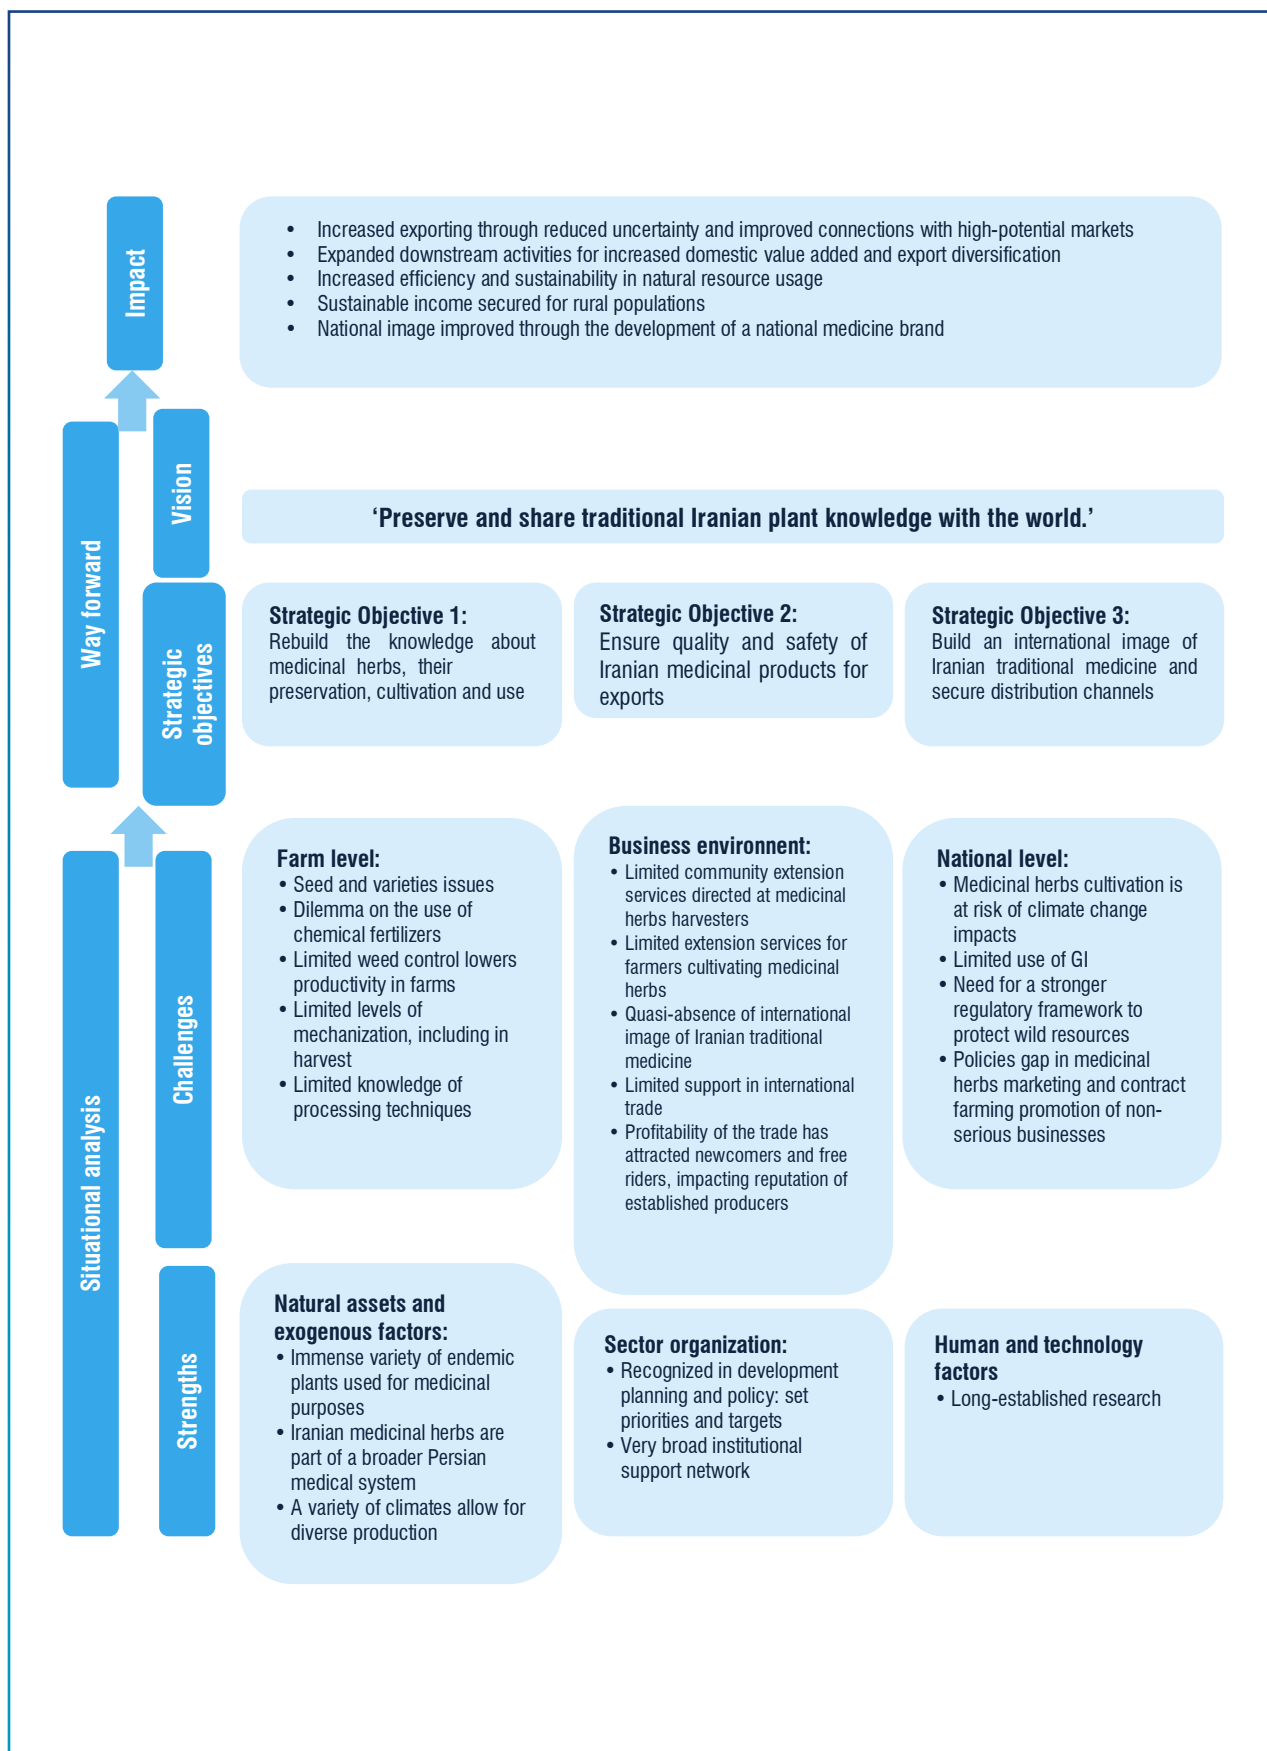 Impact
• Increased exporting through reduced uncertainty and improved connections with high-potential markets
• Expanded downstream activities for increased domestic value added and export diversification
• Increased efficiency and sustainability in natural resource usage
• Sustainable income secured for rural populations
• National image improved through the development of a national medicine brand
Way forward
Vision
‘Preserve and share traditional Iranian plant knowledge with the world.’
Strategic
objectives
Strategic Objective 1:
Rebuild the knowledge about
medicinal herbs, their
preservation, cultivation and use
Strategic Objective 2:
Ensure quality and safety of
Iranian medicinal products for
exports
Strategic Objective 3:
Build an international image of
Iranian traditional medicine and
secure distribution channels
Situational analysis
Challenges
Farm level:
• Seed and varieties issues
• Dilemma on the use of
chemical fertilizers
• Limited weed control lowers
productivity in farms
• Limited levels of
mechanization, including in
harvest
• Limited knowledge of
processing techniques
Business environment:
• Limited community extension
services directed at medicinal
herbs harvesters
• Limited extension services for
farmers cultivating medicinal
herbs
• Quasi-absence of international
image of Iranian traditional
medicine
• Limited support in international
trade
• Profitability of the trade has
attracted newcomers and free
riders, impacting reputation of
established producers
National level:
• Medicinal herbs cultivation is
at risk of climate change
impacts
• Limited use of GI
• Need for a stronger
regulatory framework to
protect wild resources
• Policies gap in medicinal
herbs marketing and contract
farming promotion of non-
serious businesses
Strengths
Natural assets and
exogenous factors:
• Immense variety of endemic
plants used for medicinal
purposes
• Iranian medicinal herbs are
part of a broader Persian
medical system
• A variety of climates allow for
diverse production
Sector organization:
• Recognized in development
planning and policy: set
priorities and targets
• Very broad institutional
support network
Human and technology
factors
• Long-established research